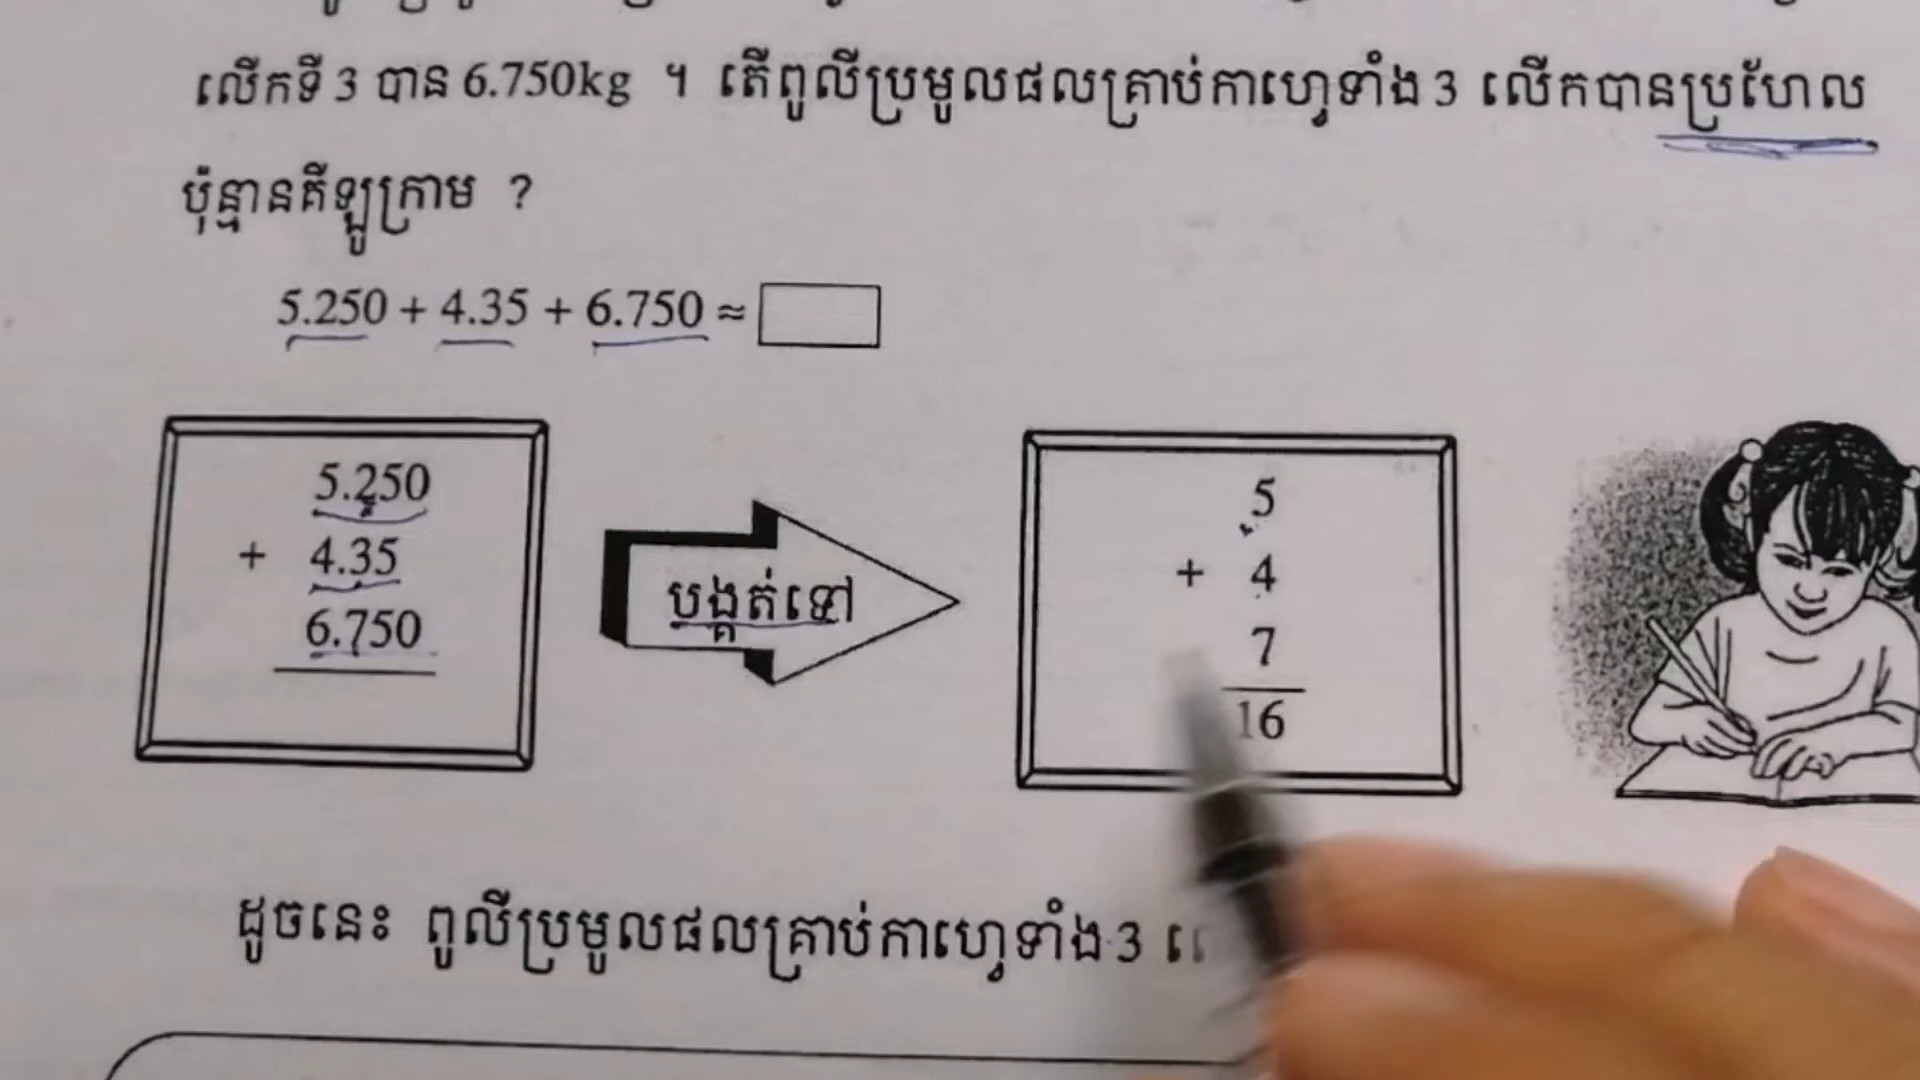 លើកទី 3 បាន 6.750kg ។ តើពូលីប្រមូលផលគ្រាប់កាហ្វេទាំង 3 លើកបានប្រហែល
ប៉ុន្មានគីឡូក្រាម ?
5.250 + 4.35 + 6.750 ≈
5.250
+ 4.35
6.750
បង្គត់ទៅ
5
+ 4
7
16
ដូចនេះ ពូលីប្រមូលផលគ្រាប់កាហ្វេទាំង 3